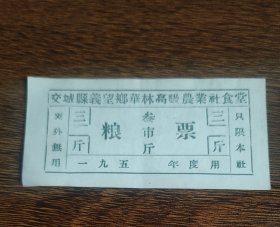 交城縣義望鄉華林高級農業社食堂
三斤
粮票
叁市斤
三斤
只限本社
對外無用
一九五 年度用